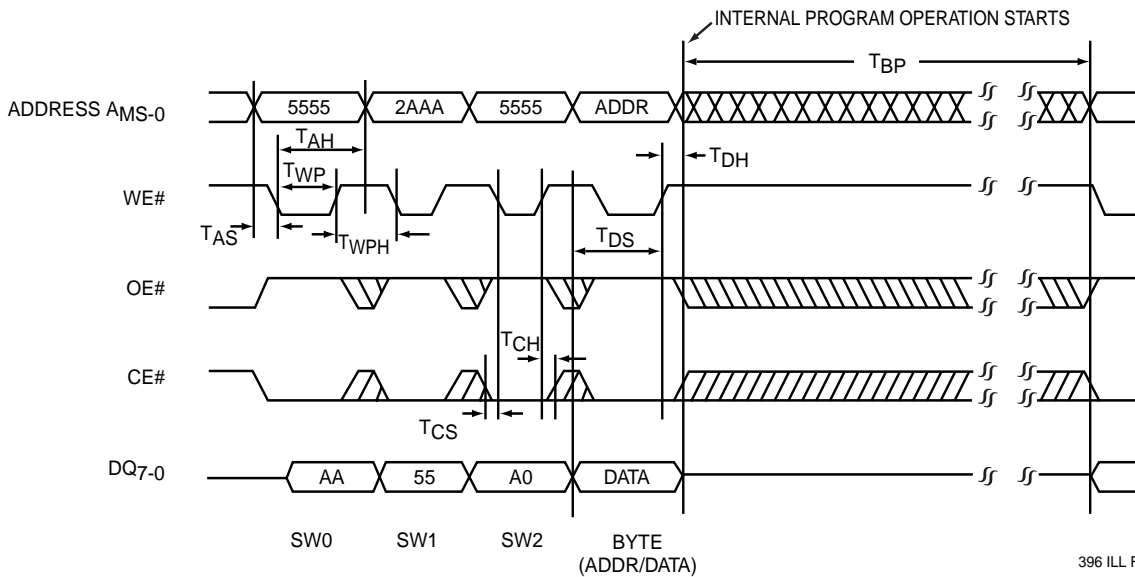 INTERNAL PROGRAM OPERATION STARTS
TBP
ADDRESS AMS-0
5555 2AAA 5555 ADDR
TAH
TDH
TWP
WE#
TAS
TWPH
TDS
OE#
TCH
CE#
TCS
DQ7-0
AA 55 A0 DATA
SW0 SW1 SW2 BYTE
(ADDR/DATA)
396 ILL F